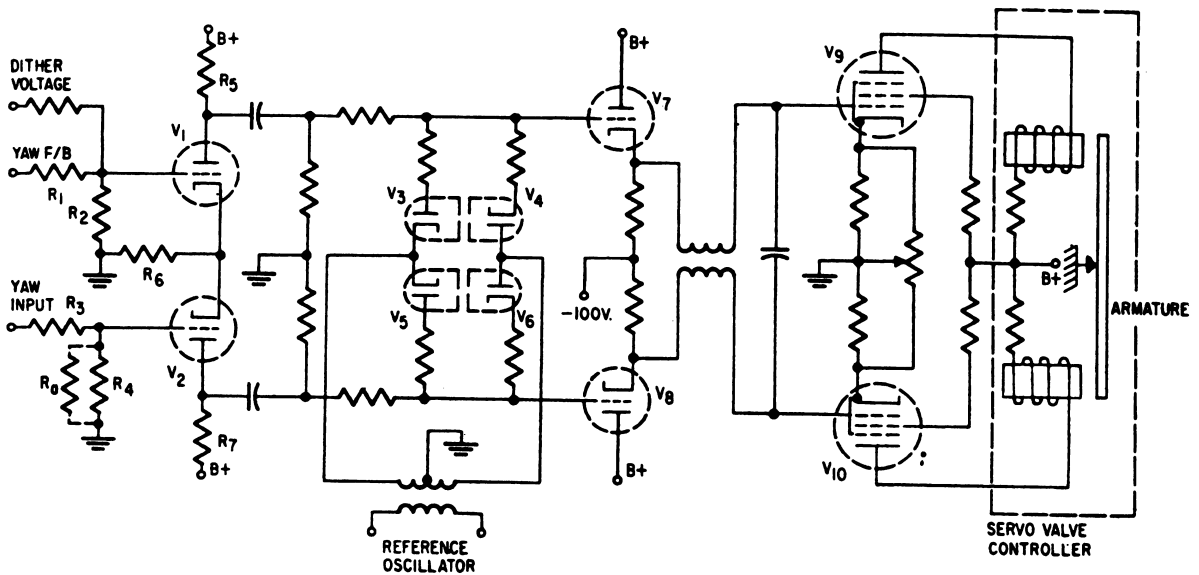 DITHER
VOLTAGE
B+
R5
V1
YAW F/B
R1
R2
R6
YAW
INPUT
R3
V2
Ra
R4
R7
B+
V3
V4
V5
V6
REFERENCE
OSCILLATOR
B+
V7
-100V.
V8
B+
V9
V10
B+
ARMATURE
SERVO VALVE
CONTROLLER